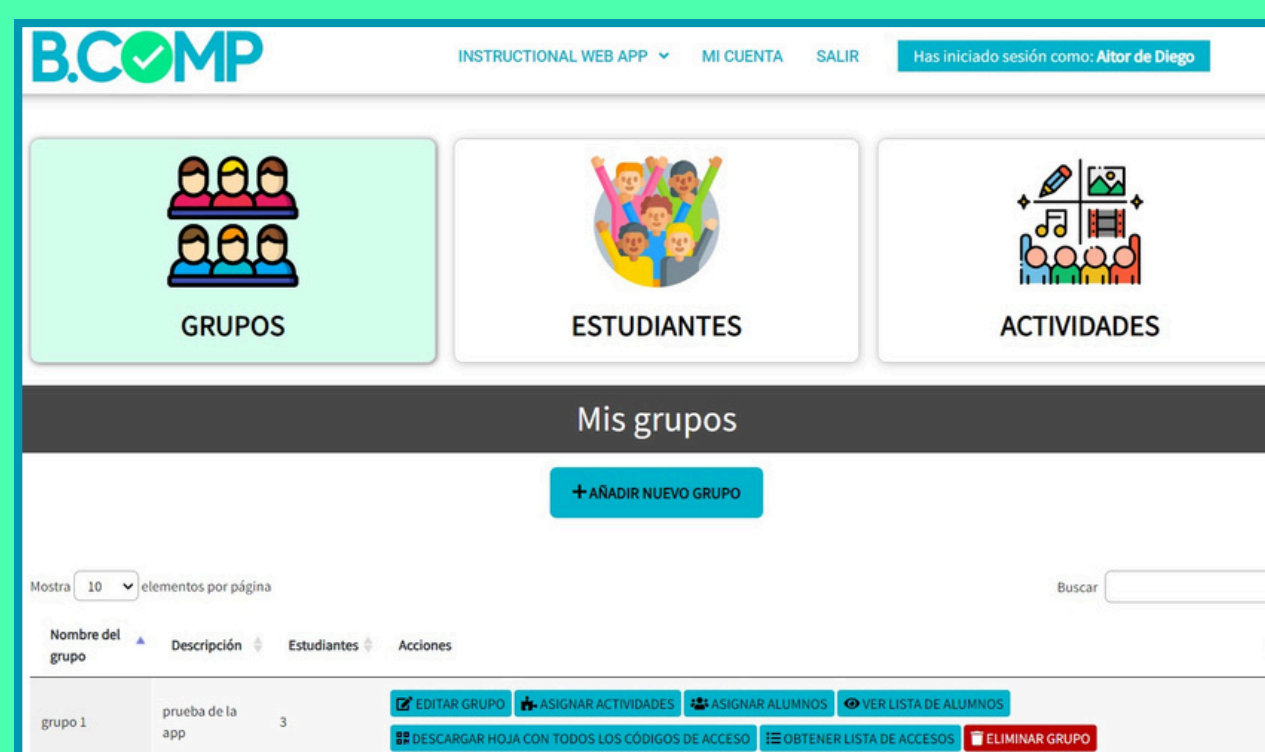 B.COMP
INSTRUCTIONAL WEB APP MI CUENTA SALIR Has iniciado sesión como: Aitor de Diego
GRUPOS ESTUDIANTES ACTIVIDADES
Mis grupos
+ AÑADIR NUEVO GRUPO
Mostra 10 elementos por página Buscar
Nombre del grupo Descripción Estudiantes Acciones
grupo 1 prueba de la app 3
EDITAR GRUPO ASIGNAR ACTIVIDADES ASIGNAR ALUMNOS VER LISTA DE ALUMNOS
DESCARGAR HOJA CON TODOS LOS CÓDIGOS DE ACCESO OBTENER LISTA DE ACCESOS ELIMINAR GRUPO